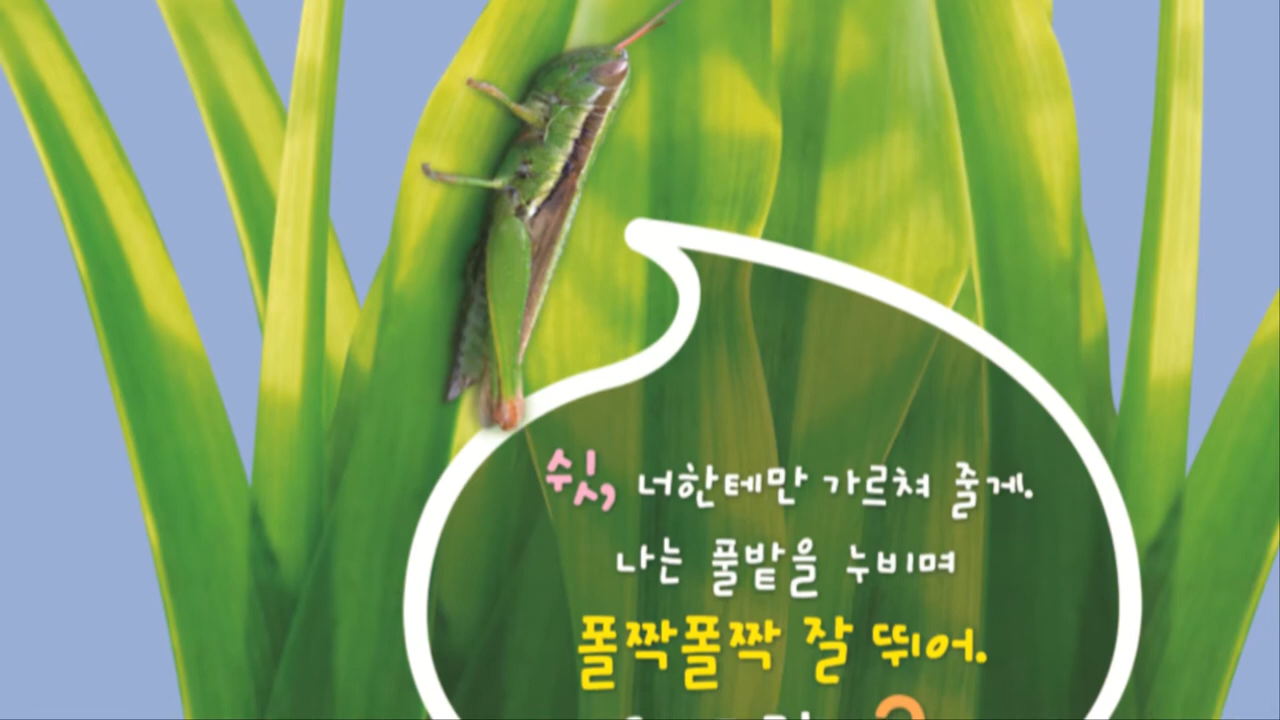 쉿, 너한테만 가르쳐 줄게.
나는 풀밭을 누비며
폴짝폴짝 잘 뛰어.